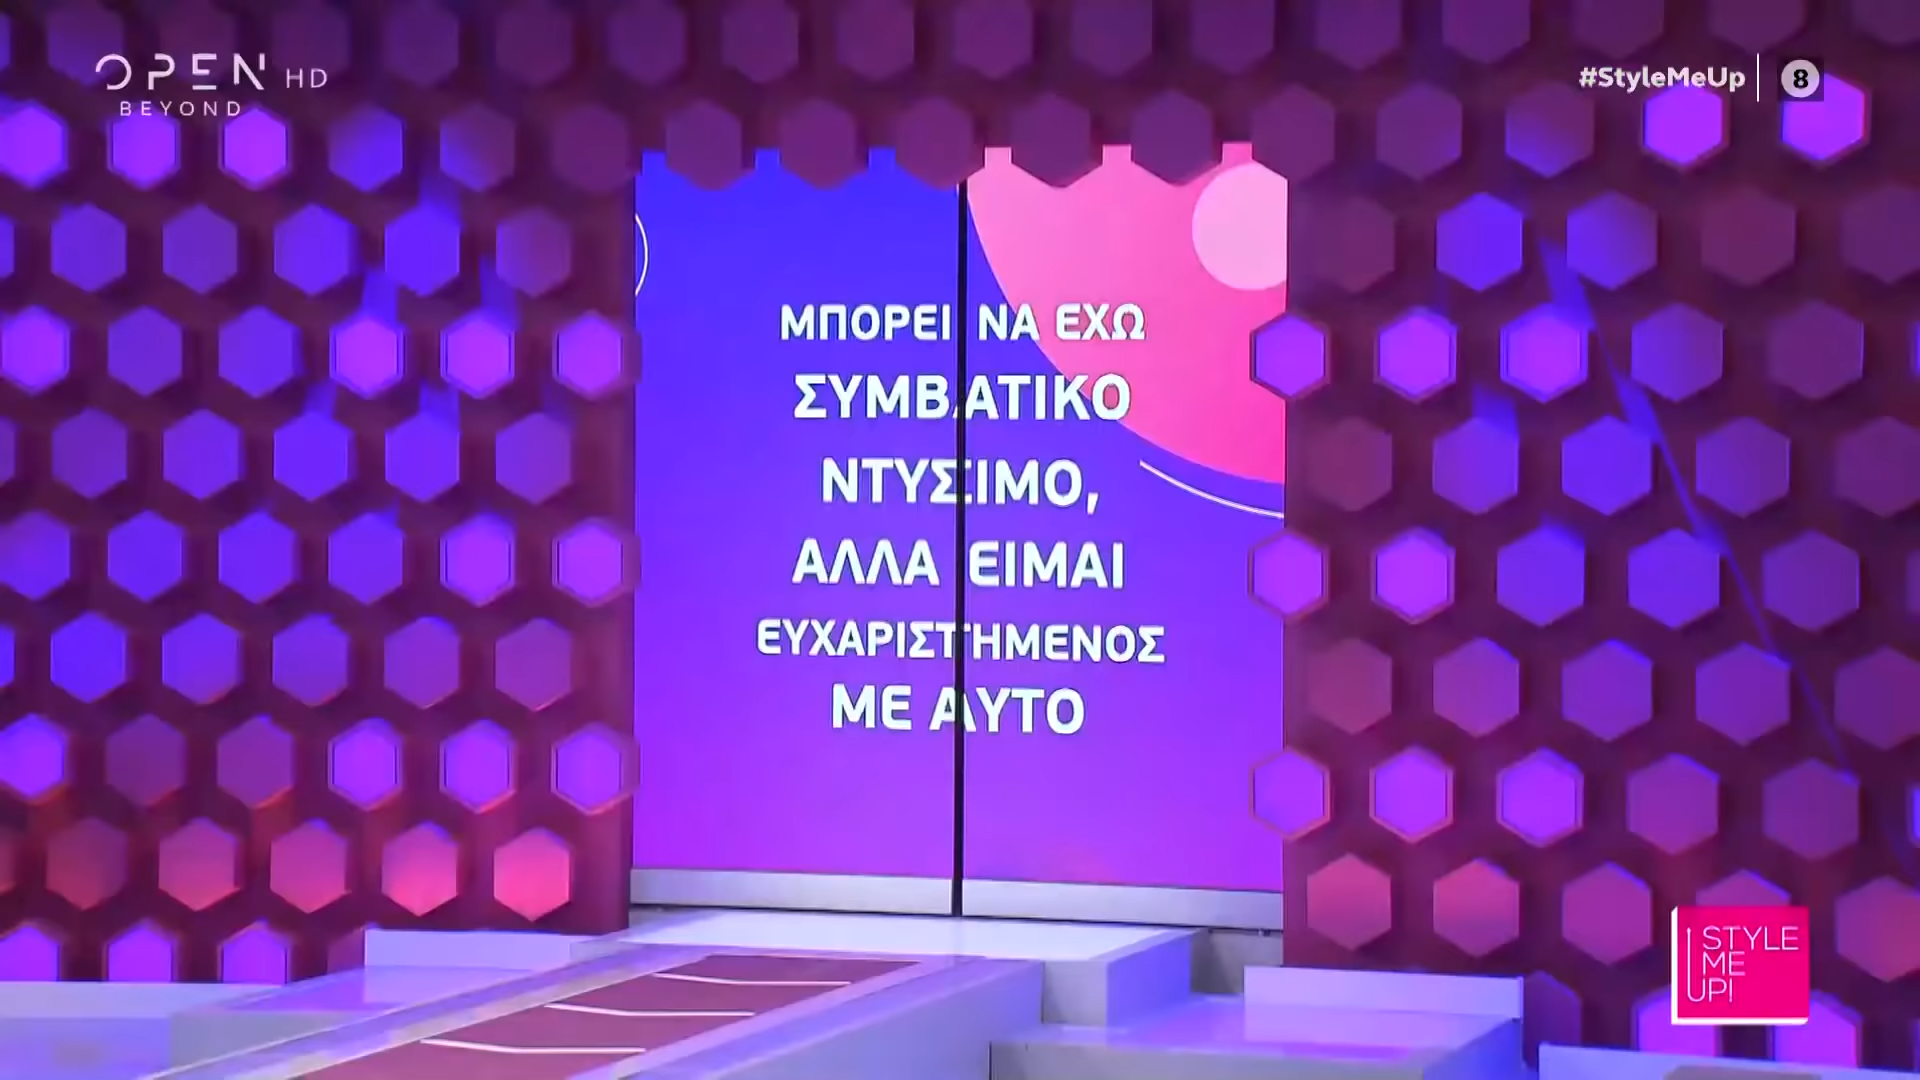 OPEN HD
BEYOND
#StyleMeUp
8
ΜΠΟΡΕΙ ΝΑ ΕΧΩ
ΣΥΜΒΑΤΙΚΟ
ΝΤΥΣΙΜΟ,
ΑΛΛΑ ΕΙΜΑΙ
ΕΥΧΑΡΙΣΤΗΜΕΝΟΣ
ΜΕ ΑΥΤΟ
STYLE
ME
UP!